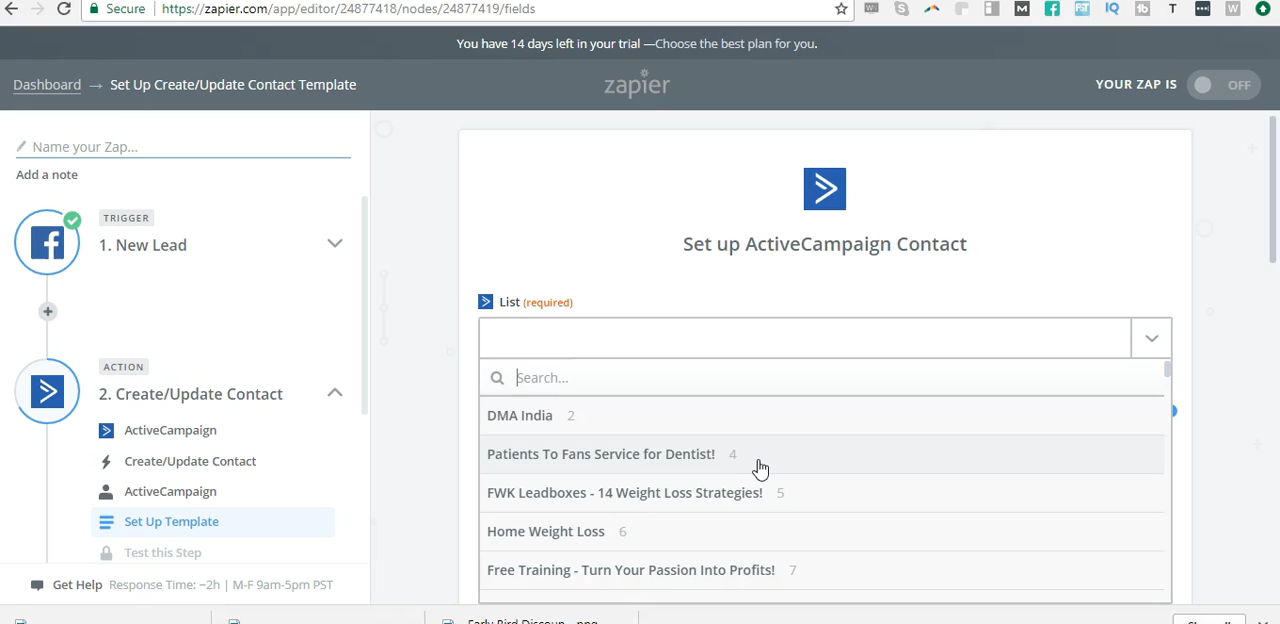 Secure https://zapier.com/app/editor/24877418/nodes/24877419/fields
You have 14 days left in your trial —Choose the best plan for you.
Dashboard → Set Up Create/Update Contact Template
zapier
YOUR ZAP IS OFF
Name your Zap...
Add a note
TRIGGER
1. New Lead
ACTION
2. Create/Update Contact
ActiveCampaign
Create/Update Contact
ActiveCampaign
Set Up Template
Test this Step
Get Help Response Time: ~2h | M-F 9am-5pm PST
Set up ActiveCampaign Contact
List (required)
Search...
DMA India 2
Patients To Fans Service for Dentist! 4
FWK Leadboxes - 14 Weight Loss Strategies! 5
Home Weight Loss 6
Free Training - Turn Your Passion Into Profits! 7